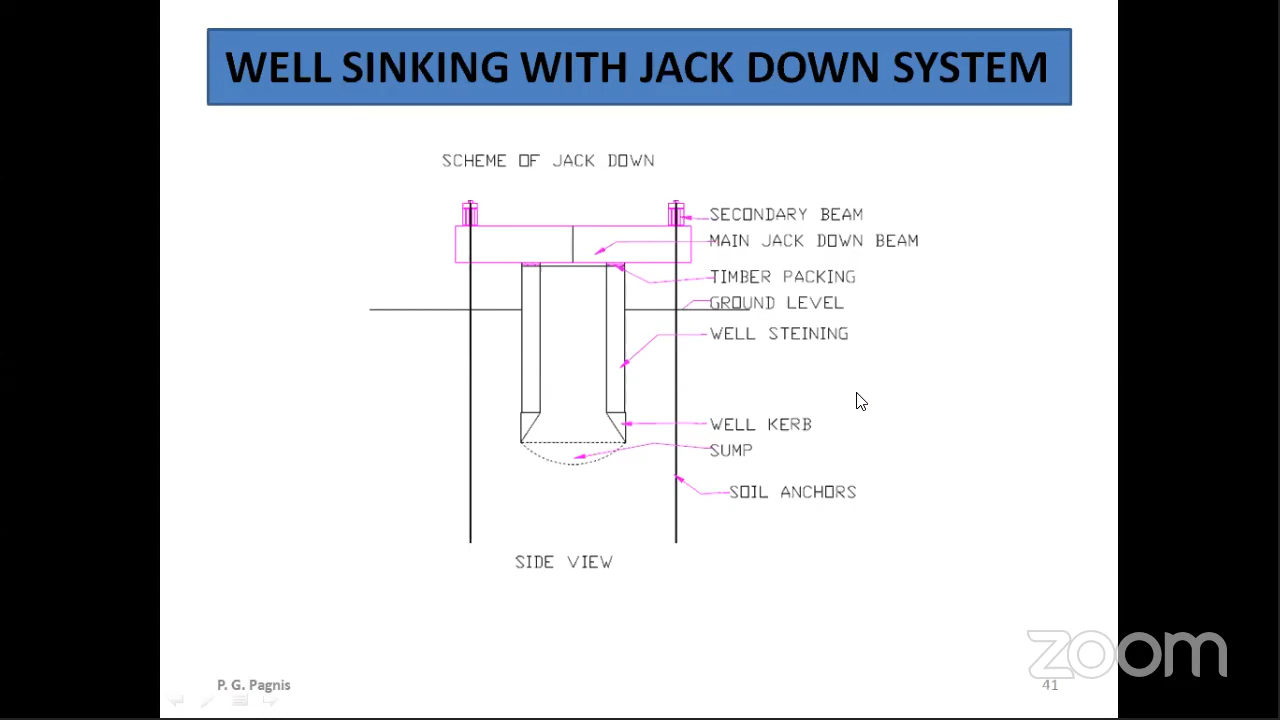 WELL SINKING WITH JACK DOWN SYSTEM
SCHEME OF JACK DOWN
SECONDARY BEAM
MAIN JACK DOWN BEAM
TIMBER PACKING
GROUND LEVEL
WELL STEINING
WELL KERB
SUMP
SOIL ANCHORS
SIDE VIEW
zoom
P. G. Pagnis
41